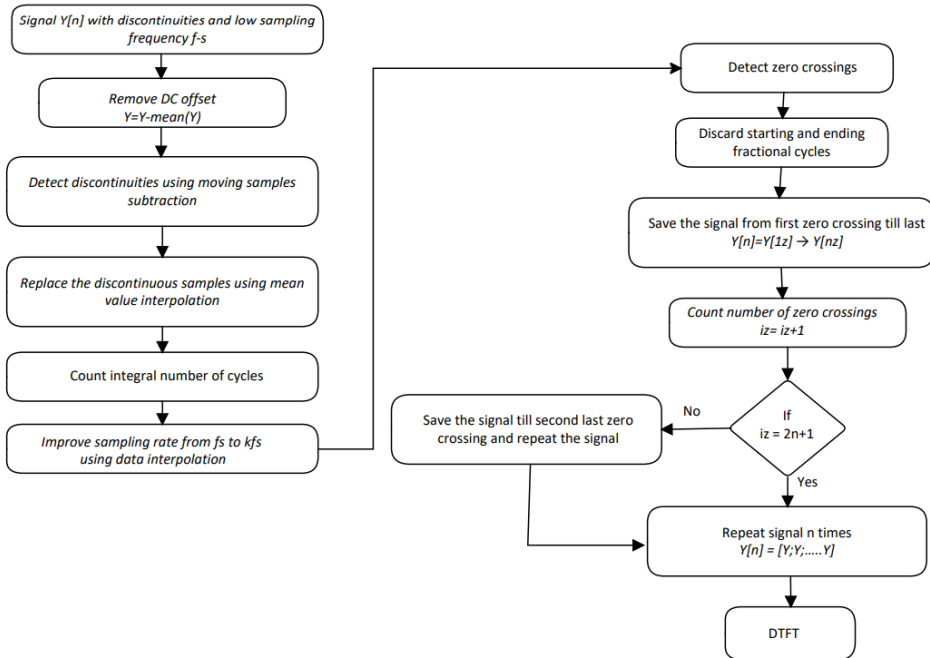 Signal Y[n] with discontinuities and low sampling
frequency f-s
Remove DC offset
Y=Y-mean(Y)
Detect discontinuities using moving samples
subtraction
Replace the discontinuous samples using mean
value interpolation
Count integral number of cycles
Improve sampling rate from fs to kfs
using data interpolation
Detect zero crossings
Discard starting and ending
fractional cycles
Save the signal from first zero crossing till last
Y[n]=Y[1z] → Y[nz]
Count number of zero crossings
iz= iz+1
If
iz = 2n+1
No
Save the signal till second last zero
crossing and repeat the signal
Yes
Repeat signal n times
Y[n] = [Y;Y;.....Y]
DTFT